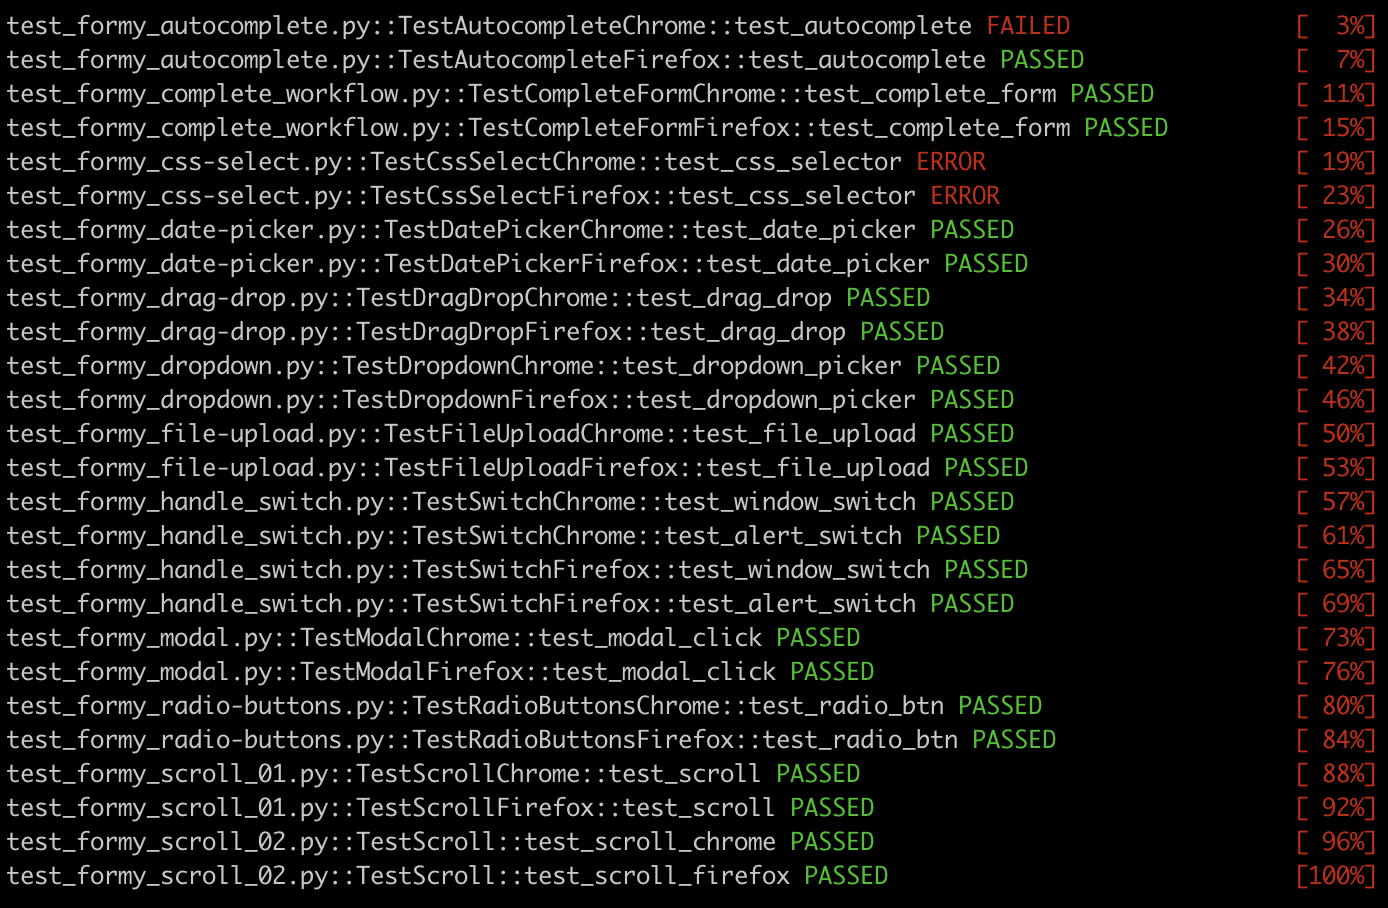 test_formy_autocomplete.py::TestAutocompleteChrome::test_autocomplete FAILED [  3%]
test_formy_autocomplete.py::TestAutocompleteFirefox::test_autocomplete PASSED [  7%]
test_formy_complete_workflow.py::TestCompleteFormChrome::test_complete_form PASSED [ 11%]
test_formy_complete_workflow.py::TestCompleteFormFirefox::test_complete_form PASSED [ 15%]
test_formy_css-select.py::TestCssSelectChrome::test_css_selector ERROR [ 19%]
test_formy_css-select.py::TestCssSelectFirefox::test_css_selector ERROR [ 23%]
test_formy_date-picker.py::TestDatePickerChrome::test_date_picker PASSED [ 26%]
test_formy_date-picker.py::TestDatePickerFirefox::test_date_picker PASSED [ 30%]
test_formy_drag-drop.py::TestDragDropChrome::test_drag_drop PASSED [ 34%]
test_formy_drag-drop.py::TestDragDropFirefox::test_drag_drop PASSED [ 38%]
test_formy_dropdown.py::TestDropdownChrome::test_dropdown_picker PASSED [ 42%]
test_formy_dropdown.py::TestDropdownFirefox::test_dropdown_picker PASSED [ 46%]
test_formy_file-upload.py::TestFileUploadChrome::test_file_upload PASSED [ 50%]
test_formy_file-upload.py::TestFileUploadFirefox::test_file_upload PASSED [ 53%]
test_formy_handle_switch.py::TestSwitchChrome::test_window_switch PASSED [ 57%]
test_formy_handle_switch.py::TestSwitchChrome::test_alert_switch PASSED [ 61%]
test_formy_handle_switch.py::TestSwitchFirefox::test_window_switch PASSED [ 65%]
test_formy_handle_switch.py::TestSwitchFirefox::test_alert_switch PASSED [ 69%]
test_formy_modal.py::TestModalChrome::test_modal_click PASSED [ 73%]
test_formy_modal.py::TestModalFirefox::test_modal_click PASSED [ 76%]
test_formy_radio-buttons.py::TestRadioButtonsChrome::test_radio_btn PASSED [ 80%]
test_formy_radio-buttons.py::TestRadioButtonsFirefox::test_radio_btn PASSED [ 84%]
test_formy_scroll_01.py::TestScrollChrome::test_scroll PASSED [ 88%]
test_formy_scroll_01.py::TestScrollFirefox::test_scroll PASSED [ 92%]
test_formy_scroll_02.py::TestScroll::test_scroll_chrome PASSED [ 96%]
test_formy_scroll_02.py::TestScroll::test_scroll_firefox PASSED [100%]